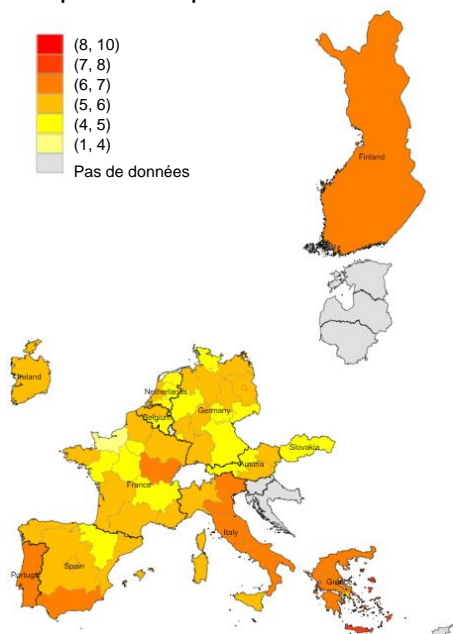 (8, 10)
(7, 8)
(6, 7)
(5, 6)
(4, 5)
(1, 4)
Pas de données
Finland
Ireland
Netherlands
Germany
Belgium
Slovakia
Austria
France
Italy
Spain
Portugal
Greece